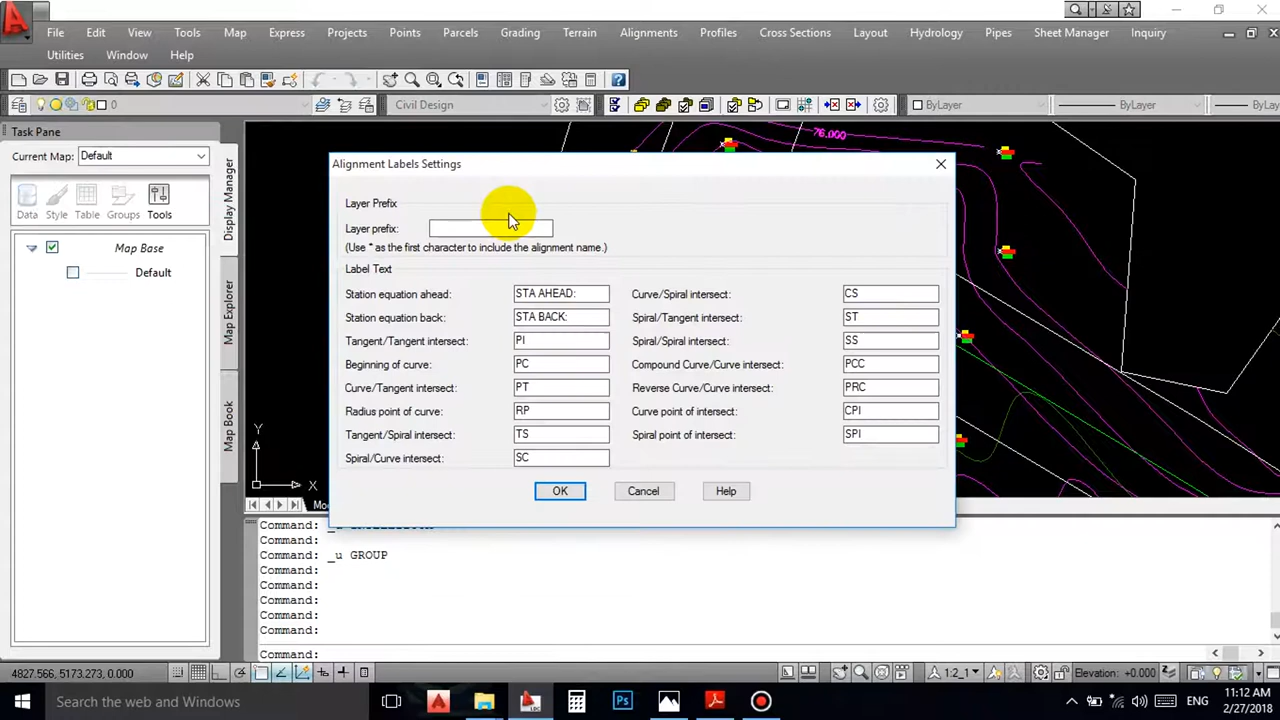 File Edit View Tools Map Express Projects Points Parcels Grading Terrain Alignments Profiles Cross Sections Layout Hydrology Pipes Sheet Manager Inquiry
Utilities Window Help
0 Civil Design ByLayer ByLayer ByLayer
Task Pane
Current Map: Default
Data Style Table Groups Tools
Map Base
Default
Display Manager
Map Explorer
Map Book
76.000
Alignment Labels Settings
Layer Prefix
Layer prefix:
(Use * as the first character to include the alignment name.)
Label Text
Station equation ahead: STA AHEAD: Curve/Spiral intersect: CS
Station equation back: STA BACK: Spiral/Tangent intersect: ST
Tangent/Tangent intersect: PI Spiral/Spiral intersect: SS
Beginning of curve: PC Compound Curve/Curve intersect: PCC
Curve/Tangent intersect: PT Reverse Curve/Curve intersect: PRC
Radius point of curve: RP Curve point of intersect: CPI
Tangent/Spiral intersect: TS Spiral point of intersect: SPI
Spiral/Curve intersect: SC
OK Cancel Help
Y
X
Command:
Command: _u GROUP
Command:
Command:
Command:
Command:
Command:
Command:
4827.566, 5173.273, 0.000 1:2_1 Elevation: +0.000
Search the web and Windows ENG 11:12 AM
2/27/2018